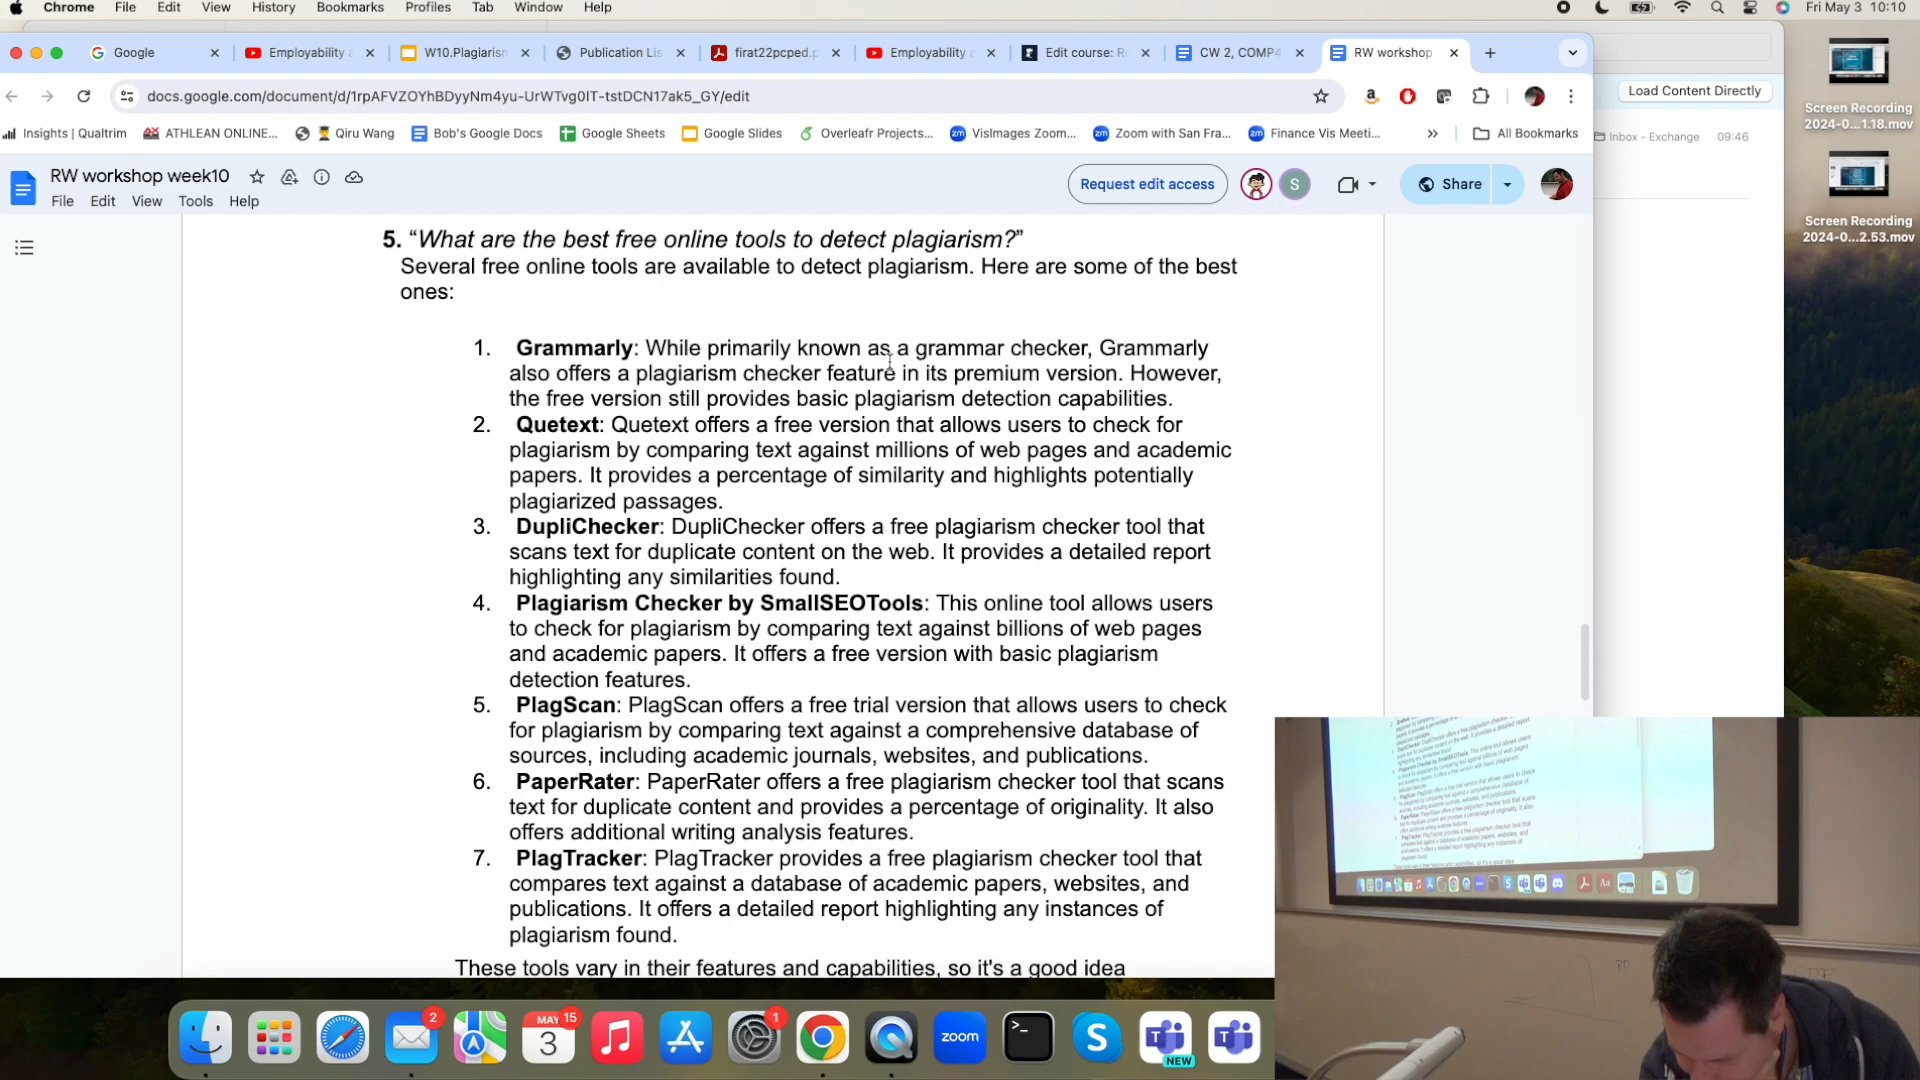 Chrome File Edit View History Bookmarks Profiles Tab Window Help Fri May 3 10:10
Google Employability a W10.Plagiarism Publication Lis firat22pcped.p Employability a Edit course: Re CW 2, COMP4 RW workshop
docs.google.com/document/d/1rpAFVZOYhBDyyNm4yu-UrWTvg0lT-tstDCN17ak5_GY/edit
Load Content Directly
Insights | Qualtrim ATHLEAN ONLINE... Qiru Wang Bob's Google Docs Google Sheets Google Slides Overleafr Projects... VisImages Zoom... Zoom with San Fra... Finance Vis Meeti... » All Bookmarks
Inbox - Exchange 09:46
Screen Recording
2024-0...1.18.mov
Screen Recording
2024-0...2.53.mov
RW workshop week10
File Edit View Tools Help
Request edit access
S
Share
5. “What are the best free online tools to detect plagiarism?”
Several free online tools are available to detect plagiarism. Here are some of the best
ones:
1. Grammarly: While primarily known as a grammar checker, Grammarly
also offers a plagiarism checker feature in its premium version. However,
the free version still provides basic plagiarism detection capabilities.
2. Quetext: Quetext offers a free version that allows users to check for
plagiarism by comparing text against millions of web pages and academic
papers. It provides a percentage of similarity and highlights potentially
plagiarized passages.
3. DupliChecker: DupliChecker offers a free plagiarism checker tool that
scans text for duplicate content on the web. It provides a detailed report
highlighting any similarities found.
4. Plagiarism Checker by SmallSEOTools: This online tool allows users
to check for plagiarism by comparing text against billions of web pages
and academic papers. It offers a free version with basic plagiarism
detection features.
5. PlagScan: PlagScan offers a free trial version that allows users to check
for plagiarism by comparing text against a comprehensive database of
sources, including academic journals, websites, and publications.
6. PaperRater: PaperRater offers a free plagiarism checker tool that scans
text for duplicate content and provides a percentage of originality. It also
offers additional writing analysis features.
7. PlagTracker: PlagTracker provides a free plagiarism checker tool that
compares text against a database of academic papers, websites, and
publications. It offers a detailed report highlighting any instances of
plagiarism found.
These tools vary in their features and capabilities, so it's a good idea
2
MAY 15
3
1
zoom
NEW